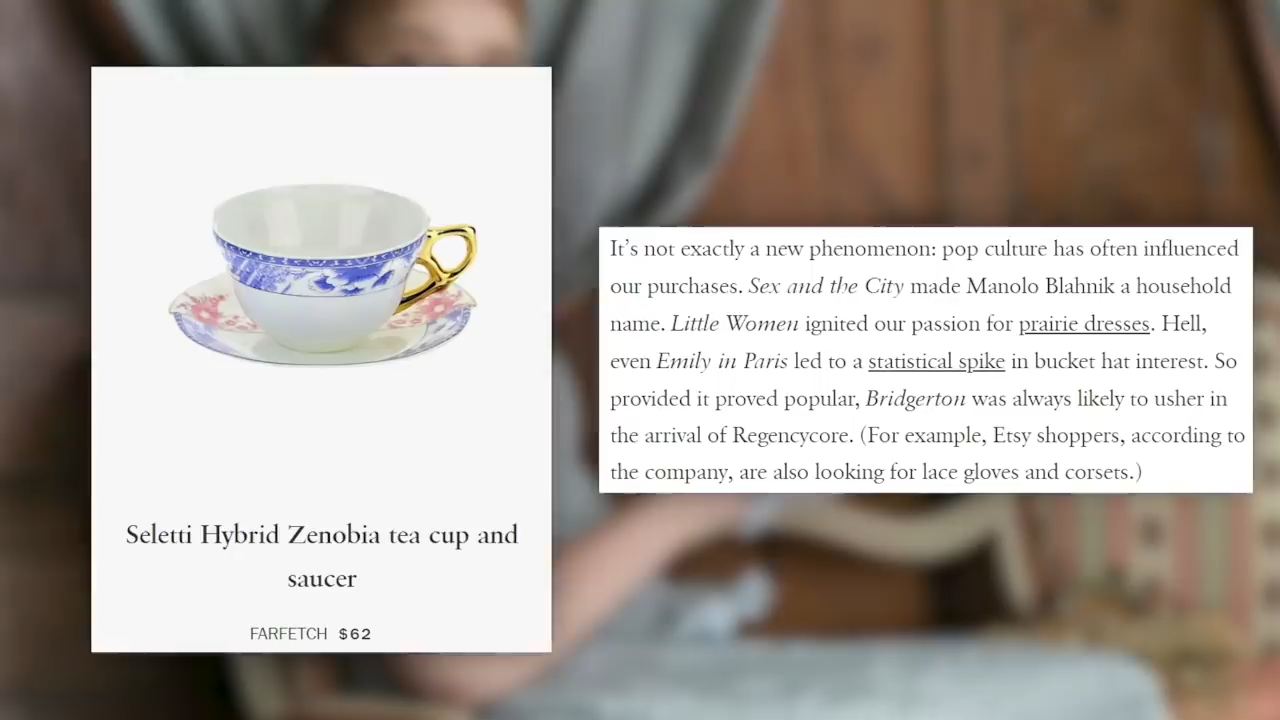 Seletti Hybrid Zenobia tea cup and
saucer
FARFETCH $62
It’s not exactly a new phenomenon: pop culture has often influenced
our purchases. Sex and the City made Manolo Blahnik a household
name. Little Women ignited our passion for prairie dresses. Hell,
even Emily in Paris led to a statistical spike in bucket hat interest. So
provided it proved popular, Bridgerton was always likely to usher in
the arrival of Regencycore. (For example, Etsy shoppers, according to
the company, are also looking for lace gloves and corsets.)